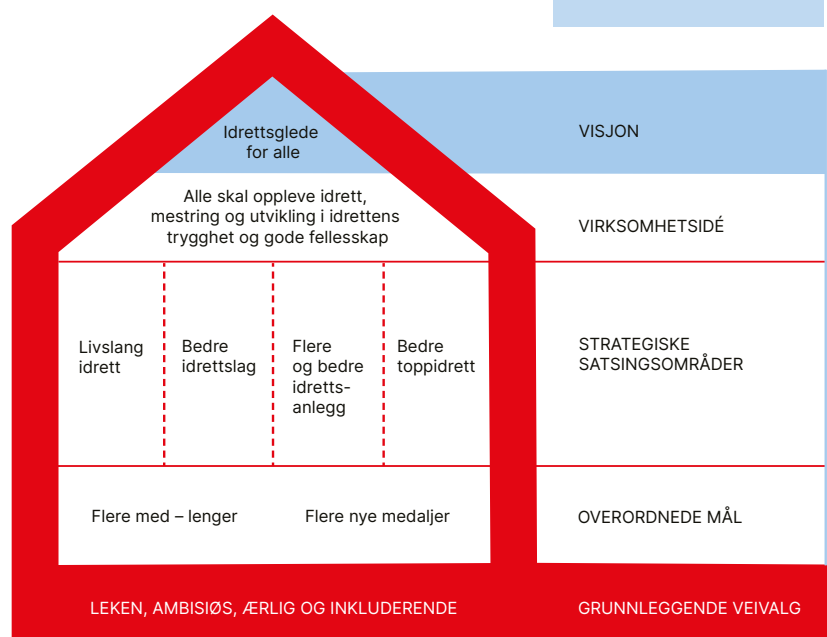 Idrettsglede
for alle
VISJON
Alle skal oppleve idrett,
mestring og utvikling i idrettens
trygghet og gode fellesskap
VIRKSOMHETSIDÉ
Livslang
idrett
Bedre
idrettslag
Flere
og bedre
idretts-
anlegg
Bedre
toppidrett
STRATEGISKE
SATSINGSOMRÅDER
Flere med – lenger
Flere nye medaljer
OVERORDNEDE MÅL
LEKEN, AMBISIØS, ÆRLIG OG INKLUDERENDE
GRUNNLEGGENDE VEIVALG